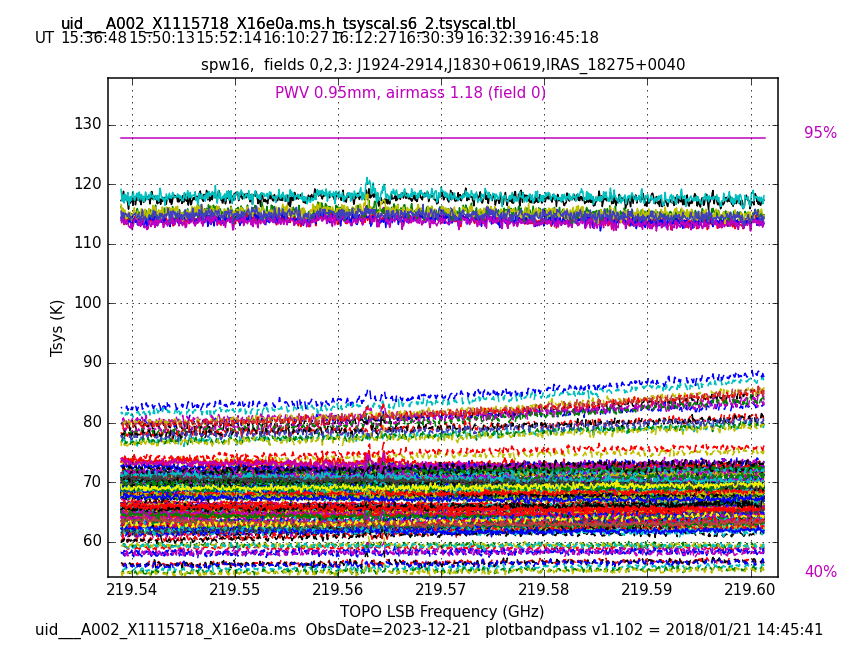 uid___A002_X1115718_X16e0a.ms.h_tsyscal.s6_2.tsyscal.tbl
UT 15:36:48 15:50:13 15:52:14 16:10:27 16:12:27 16:30:39 16:32:39 16:45:18
spw16, fields 0,2,3: J1924-2914,J1830+0619,IRAS_18275+0040
PWV 0.95mm, airmass 1.18 (field 0)
95%
130
120
110
100
90
80
70
60
Tsys (K)
40%
219.54 219.55 219.56 219.57 219.58 219.59 219.60
TOPO LSB Frequency (GHz)
uid___A002_X1115718_X16e0a.ms ObsDate=2023-12-21 plotbandpass v1.102 = 2018/01/21 14:45:41